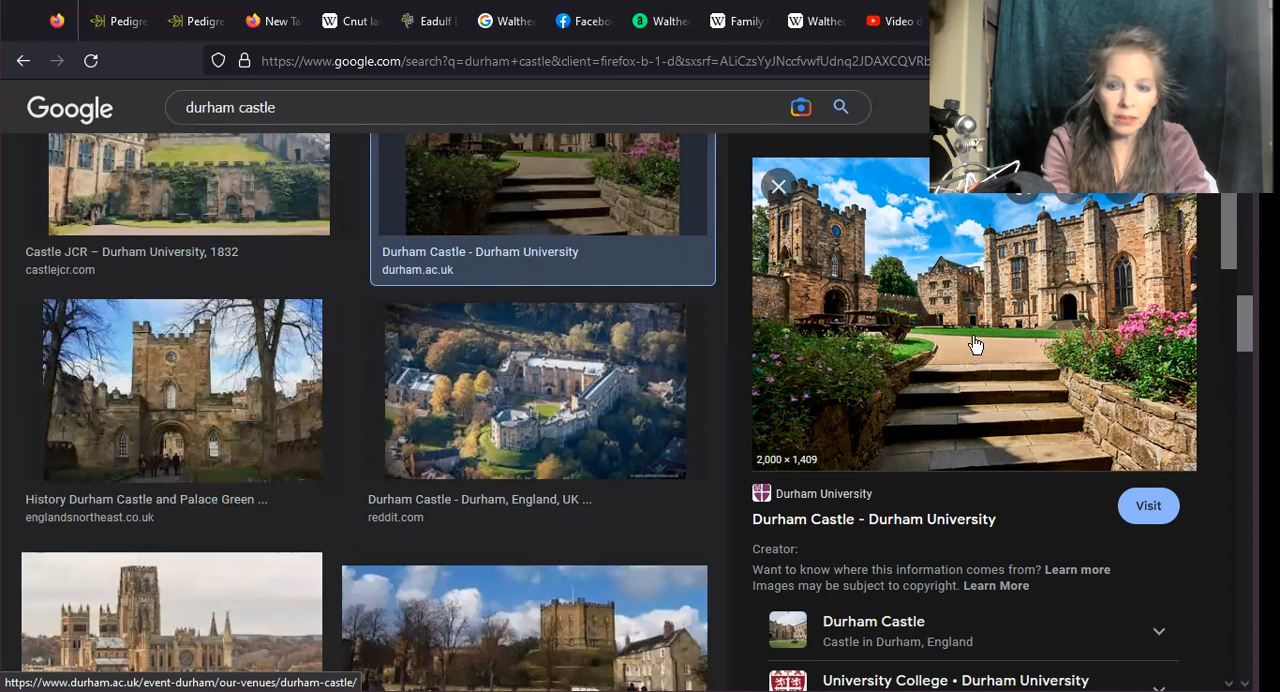 Pedigre
Pedigre
New Ta
Cnut la
Eadulf
Walthe
Facebo
Walthe
Family
Walthe
Video d
https://www.google.com/search?q=durham+castle&client=firefox-b-1-d&sxsrf=ALiCzsYyJNccfvwfUdnq2JDAXCQVRb
Google
durham castle
Castle JCR – Durham University, 1832
castlejcr.com
Durham Castle - Durham University
durham.ac.uk
History Durham Castle and Palace Green ...
englandsnortheast.co.uk
Durham Castle - Durham, England, UK ...
reddit.com
2,000 × 1,409
Durham University
Visit
Durham Castle - Durham University
Creator:
Want to know where this information comes from? Learn more
Images may be subject to copyright. Learn More
Durham Castle
Castle in Durham, England
University College • Durham University
https://www.durham.ac.uk/event-durham/our-venues/durham-castle/